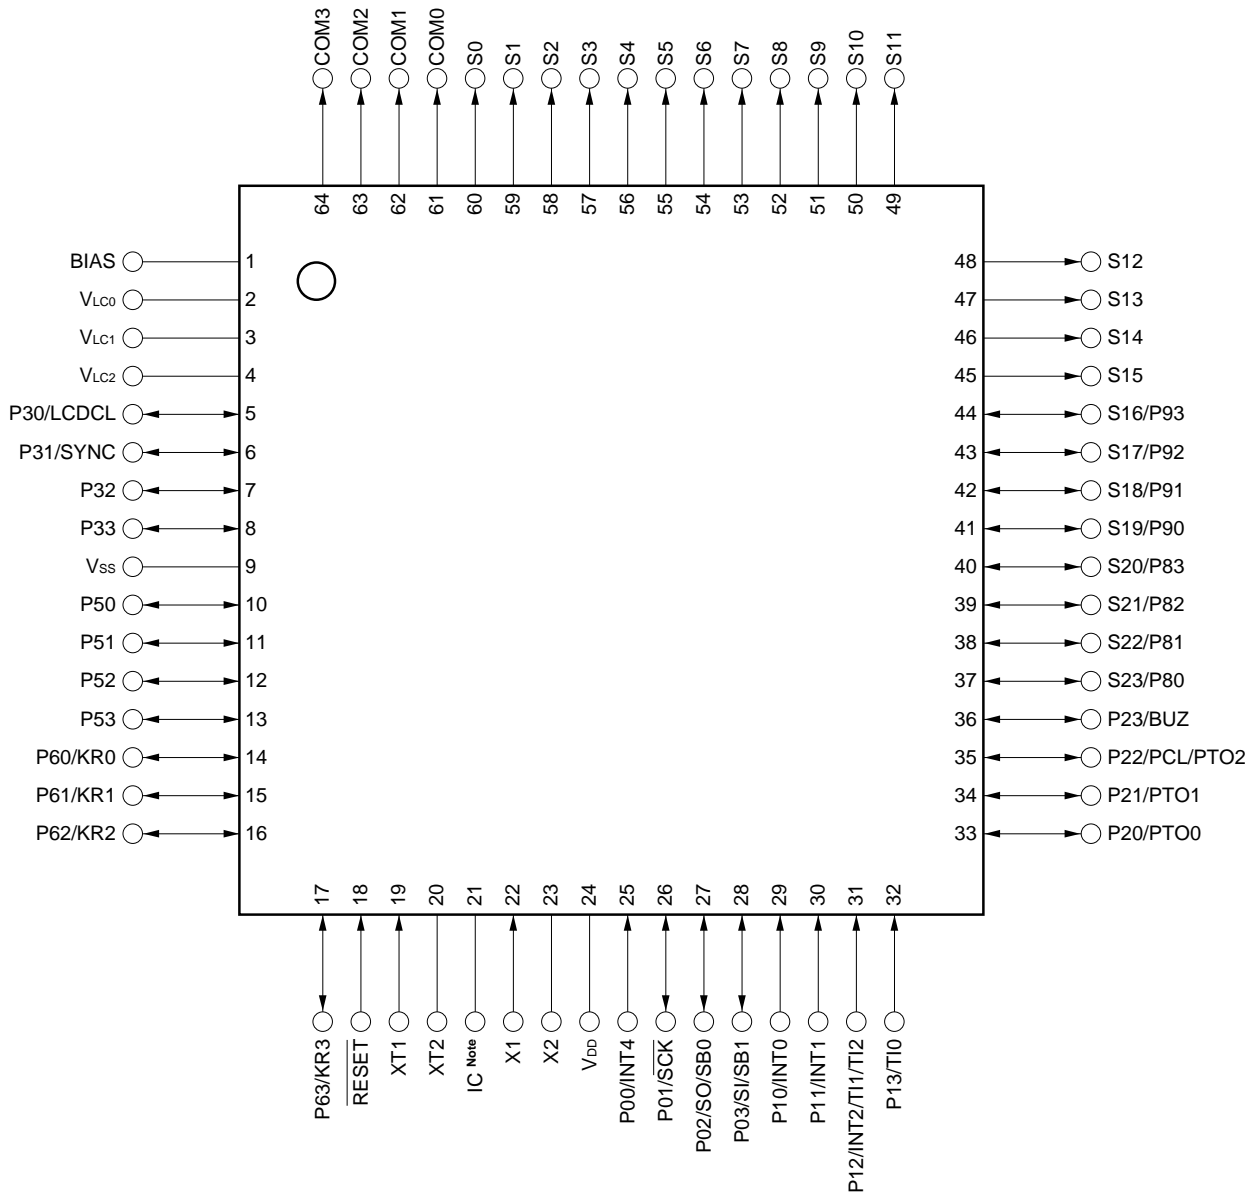 COM3
COM2
COM1
COM0
S0
S1
S2
S3
S4
S5
S6
S7
S8
S9
S10
S11
64
63
62
61
60
59
58
57
56
55
54
53
52
51
50
49
BIAS 1
VLC0 2
VLC1 3
VLC2 4
P30/LCDCL 5
P31/SYNC 6
P32 7
P33 8
VSS 9
P50 10
P51 11
P52 12
P53 13
P60/KR0 14
P61/KR1 15
P62/KR2 16
48 S12
47 S13
46 S14
45 S15
44 S16/P93
43 S17/P92
42 S18/P91
41 S19/P90
40 S20/P83
39 S21/P82
38 S22/P81
37 S23/P80
36 P23/BUZ
35 P22/PCL/PTO2
34 P21/PTO1
33 P20/PTO0
17
18
19
20
21
22
23
24
25
26
27
28
29
30
31
32
P63/KR3
RESET
XT1
XT2
IC Note
X1
X2
VDD
P00/INT4
P01/SCK
P02/SO/SB0
P03/SI/SB1
P10/INT0
P11/INT1
P12/INT2/TI1/TI2
P13/TI0